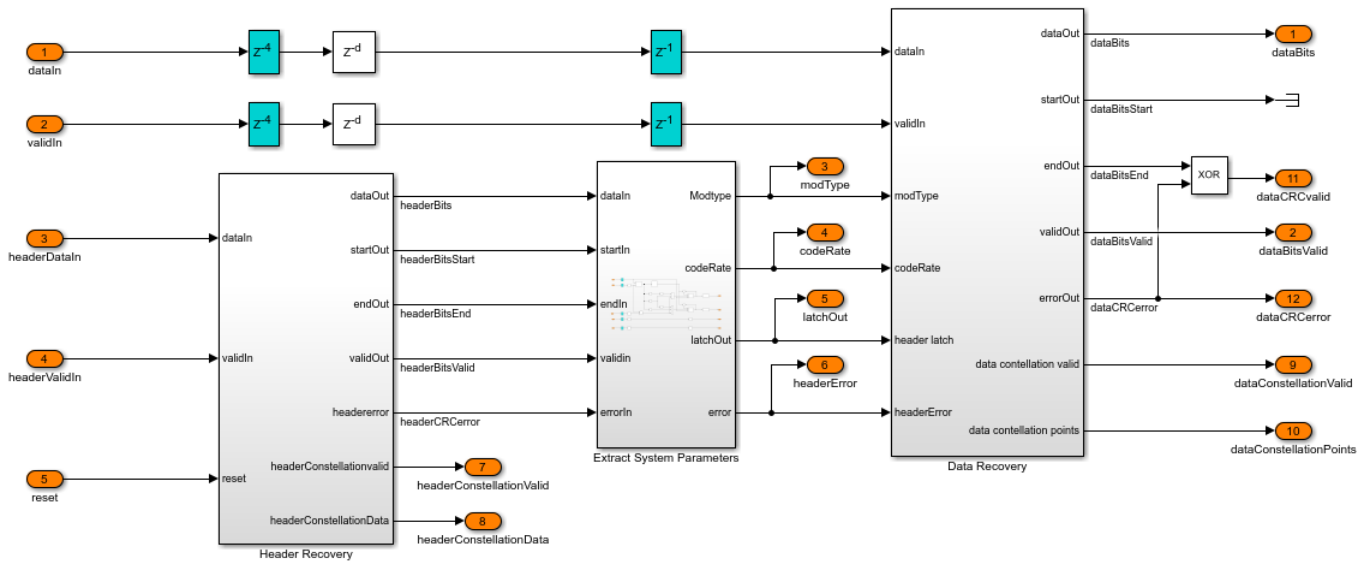 1
dataIn
z-4
z-d
z-1
2
validIn
z-4
z-d
z-1
3
headerDataIn
4
headerValidIn
5
reset
dataIn
validIn
reset
dataOut
startOut
endOut
validOut
headererror
headerConstellationvalid
headerConstellationData
Header Recovery
headerBits
headerBitsStart
headerBitsEnd
headerBitsValid
headerCRCerror
7
headerConstellationValid
8
headerConstellationData
dataIn
startIn
endIn
validin
errorIn
Modtype
codeRate
latchOut
error
Extract System Parameters
3
modType
4
codeRate
5
latchOut
6
headerError
dataIn
validIn
modType
codeRate
header latch
headerError
dataOut
startOut
endOut
validOut
errorOut
data contellation valid
data contellation points
Data Recovery
dataBits
dataBitsStart
dataBitsEnd
dataBitsValid
dataCRCerror
XOR
1
dataBits
11
dataCRCvalid
2
dataBitsValid
12
dataCRCerror
9
dataConstellationValid
10
dataConstellationPoints